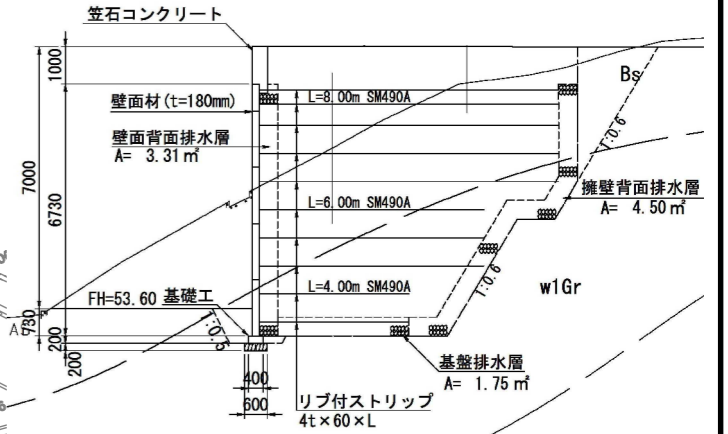 笠石コンクリート
1000
Bs
壁面材(t=180mm)
L=8.00m SM490A
1:0.6
壁面背面排水層
A= 3.31㎡
7000
6730
擁壁背面排水層
A= 4.50㎡
L=6.00m SM490A
1:0.6
w1Gr
L=4.00m SM490A
FH=53.60 基礎工
730
1:0.5
200
200
基盤排水層
A= 1.75㎡
400
600
リブ付ストリップ
4t×60×L